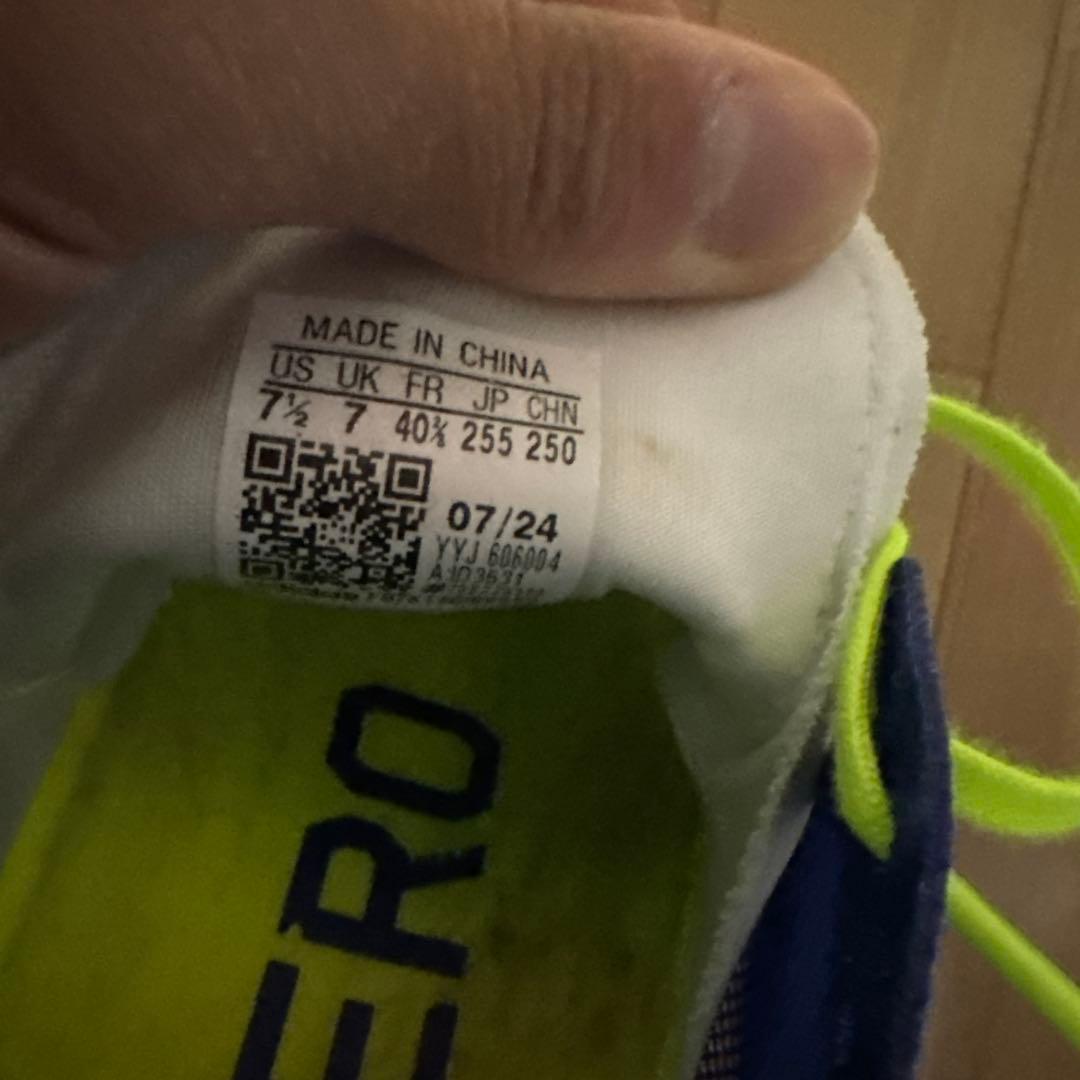 MADE IN CHINA
US UK FR JP CHN
7½ 7 40⅔ 255 250
07/24
YYJ 606004
ERO